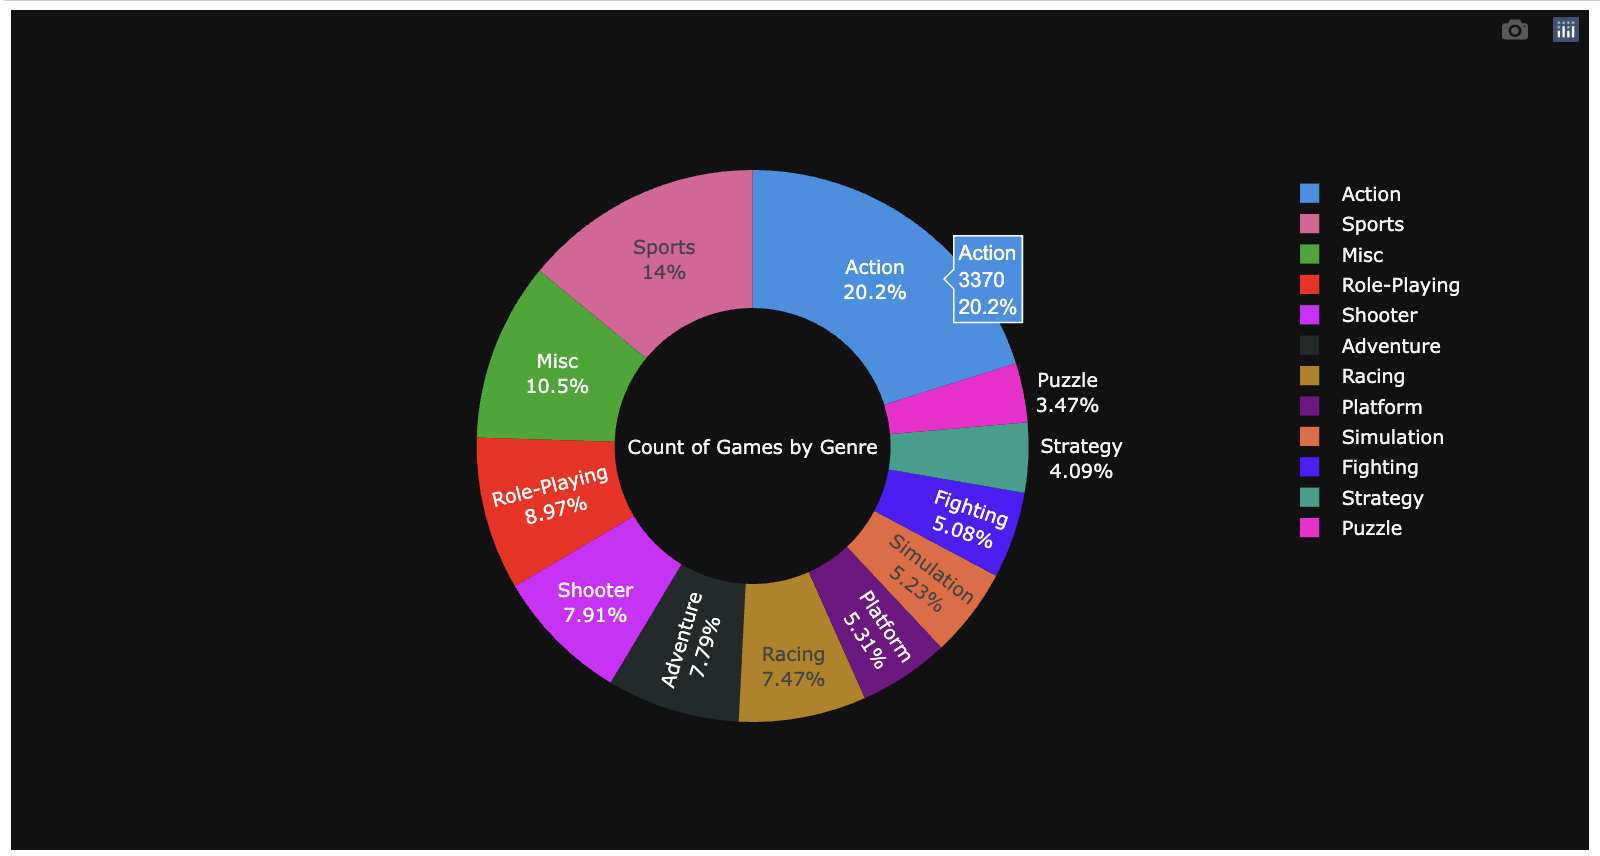 Sports
14%
Action
20.2%
Action
3370
20.2%
Misc
10.5%
Puzzle
3.47%
Count of Games by Genre
Strategy
4.09%
Role-Playing
8.97%
Fighting
5.08%
Simulation
5.23%
Shooter
7.91%
Adventure
7.79%
Platform
5.31%
Racing
7.47%
Action
Sports
Misc
Role-Playing
Shooter
Adventure
Racing
Platform
Simulation
Fighting
Strategy
Puzzle